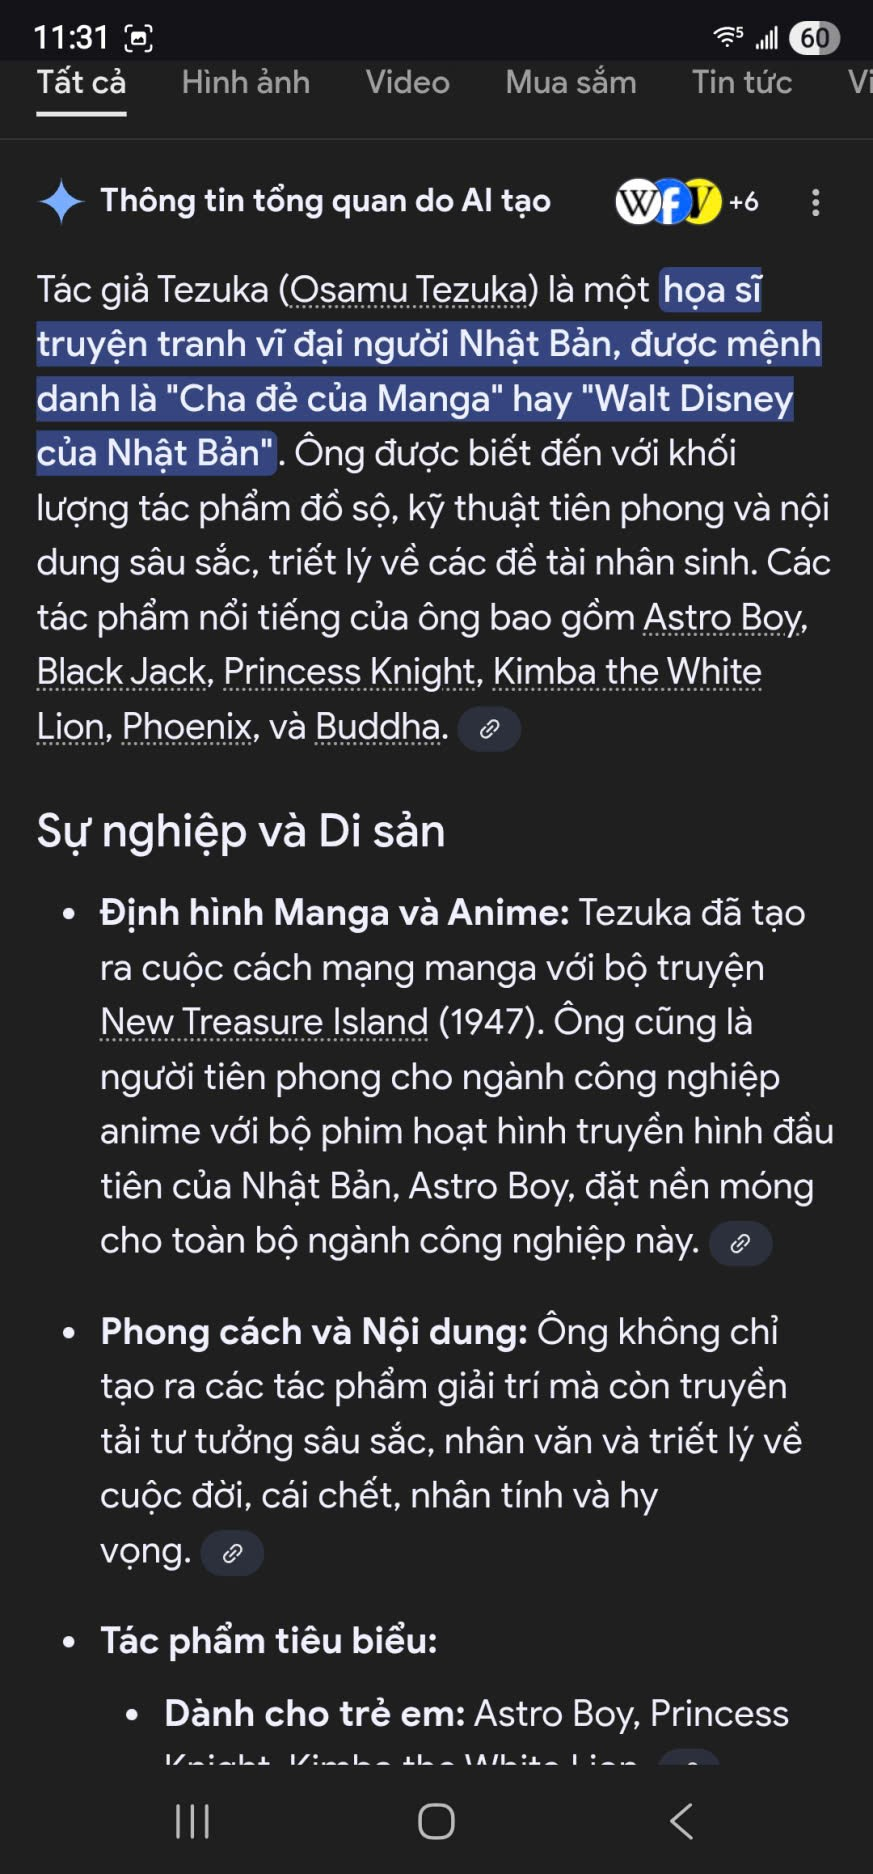 11:31
5
60
Tất cả Hình ảnh Video Mua sắm Tin tức Vi
Thông tin tổng quan do AI tạo W f V +6
Tác giả Tezuka (Osamu Tezuka) là một họa sĩ
truyện tranh vĩ đại người Nhật Bản, được mệnh
danh là "Cha đẻ của Manga" hay "Walt Disney
của Nhật Bản". Ông được biết đến với khối
lượng tác phẩm đồ sộ, kỹ thuật tiên phong và nội
dung sâu sắc, triết lý về các đề tài nhân sinh. Các
tác phẩm nổi tiếng của ông bao gồm Astro Boy,
Black Jack, Princess Knight, Kimba the White
Lion, Phoenix, và Buddha.
Sự nghiệp và Di sản
• Định hình Manga và Anime: Tezuka đã tạo
ra cuộc cách mạng manga với bộ truyện
New Treasure Island (1947). Ông cũng là
người tiên phong cho ngành công nghiệp
anime với bộ phim hoạt hình truyền hình đầu
tiên của Nhật Bản, Astro Boy, đặt nền móng
cho toàn bộ ngành công nghiệp này.
• Phong cách và Nội dung: Ông không chỉ
tạo ra các tác phẩm giải trí mà còn truyền
tải tư tưởng sâu sắc, nhân văn và triết lý về
cuộc đời, cái chết, nhân tính và hy
vọng.
• Tác phẩm tiêu biểu:
• Dành cho trẻ em: Astro Boy, Princess
Knight, Kimba the White Lion.